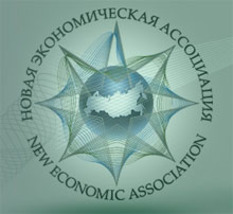 НОВАЯ ЭКОНОМИЧЕСКАЯ АССОЦИАЦИЯ
NEW ECONOMIC ASSOCIATION